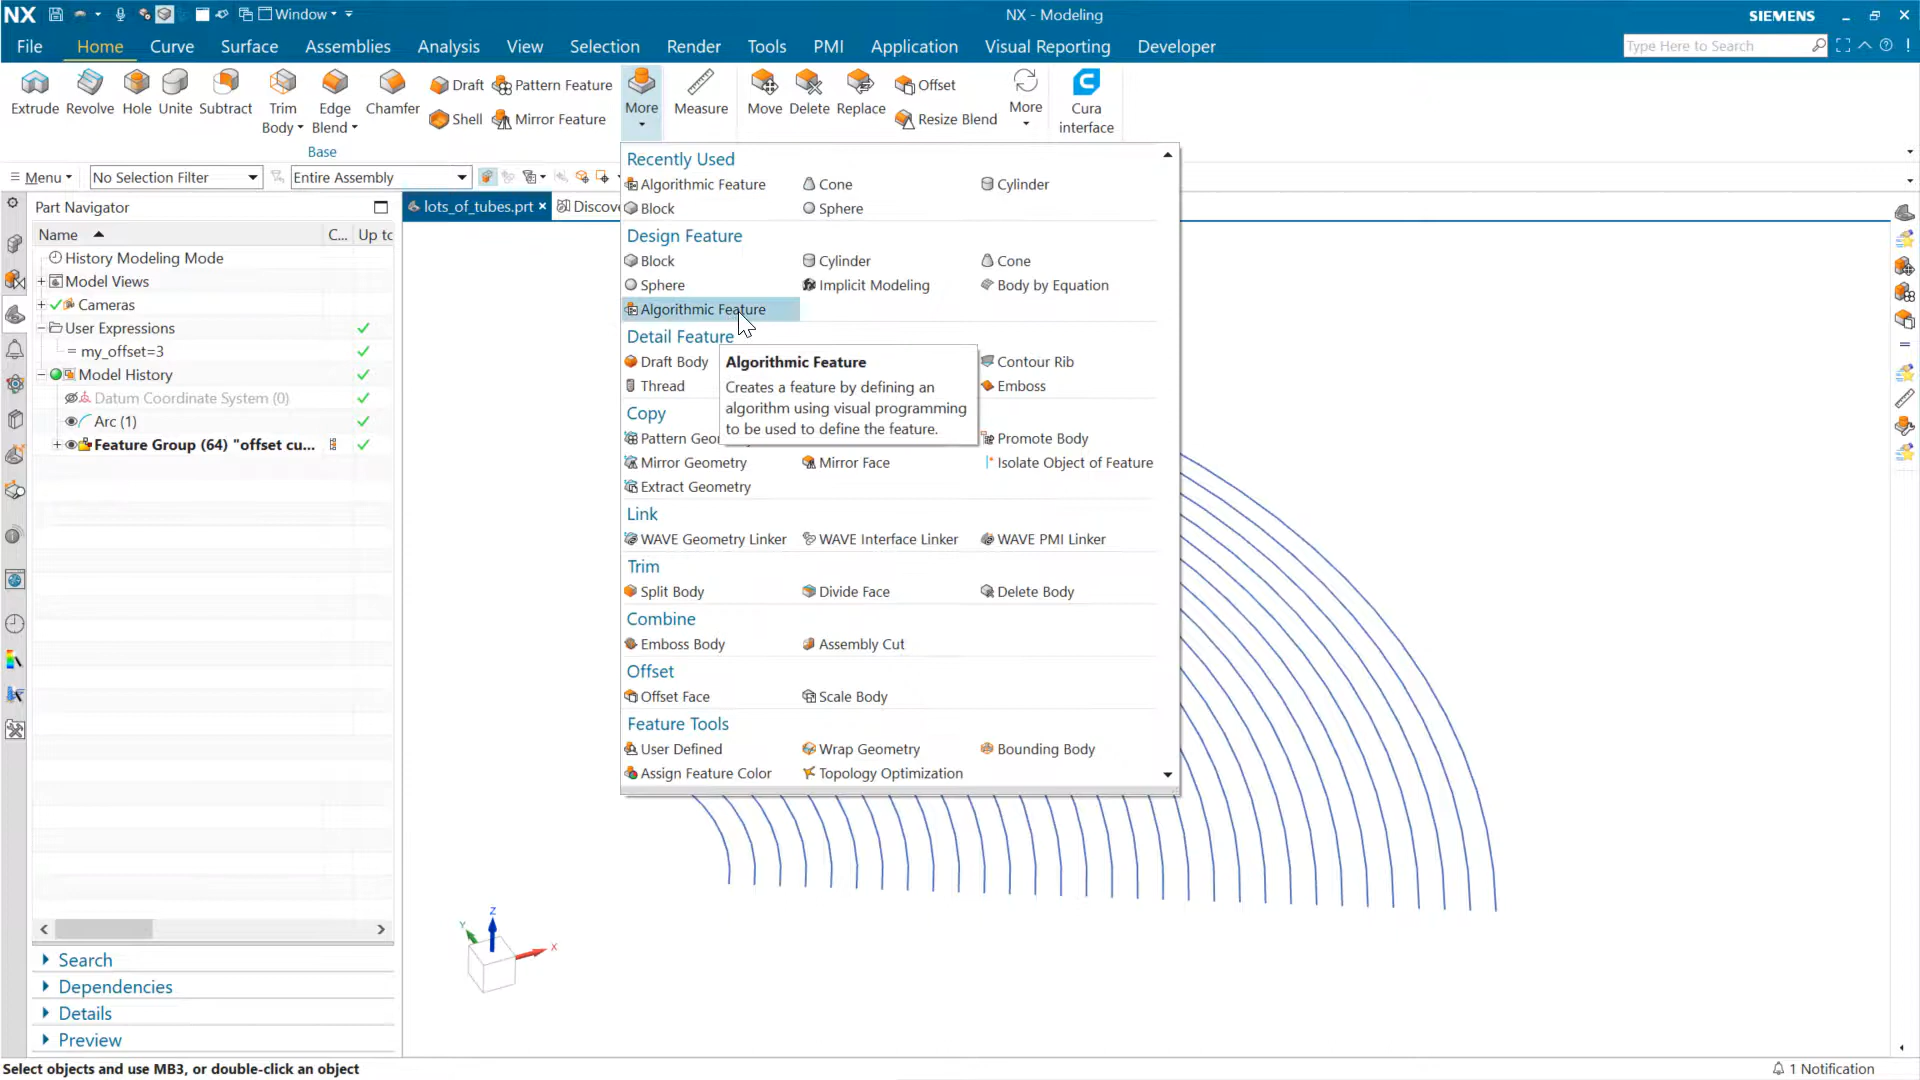 NX Window NX - Modeling SIEMENS
File Home Curve Surface Assemblies Analysis View Selection Render Tools PMI Application Visual Reporting Developer Type Here to Search
Extrude Revolve Hole Unite Subtract Trim Body Edge Blend Chamfer Draft Pattern Feature More Measure Move Delete Replace Offset More Cura interface
Shell Mirror Feature Resize Blend
Base
Menu No Selection Filter Entire Assembly
Part Navigator
lots_of_tubes.prt
Name C... Up to
History Modeling Mode
Model Views
Cameras
User Expressions
= my_offset=3
Model History
Datum Coordinate System (0)
Arc (1)
Feature Group (64) "offset cu...
Search
Dependencies
Details
Preview
Recently Used
Algorithmic Feature Cone Cylinder
Block Sphere
Design Feature
Block Cylinder Cone
Sphere Implicit Modeling Body by Equation
Algorithmic Feature
Detail Feature
Draft Body Contour Rib
Thread Emboss
Algorithmic Feature
Creates a feature by defining an
algorithm using visual programming
to be used to define the feature.
Copy
Pattern Promote Body
Mirror Geometry Mirror Face Isolate Object of Feature
Extract Geometry
Link
WAVE Geometry Linker WAVE Interface Linker WAVE PMI Linker
Trim
Split Body Divide Face Delete Body
Combine
Emboss Body Assembly Cut
Offset
Offset Face Scale Body
Feature Tools
User Defined Wrap Geometry Bounding Body
Assign Feature Color Topology Optimization
Z
Y
X
Select objects and use MB3, or double-click an object 1 Notification